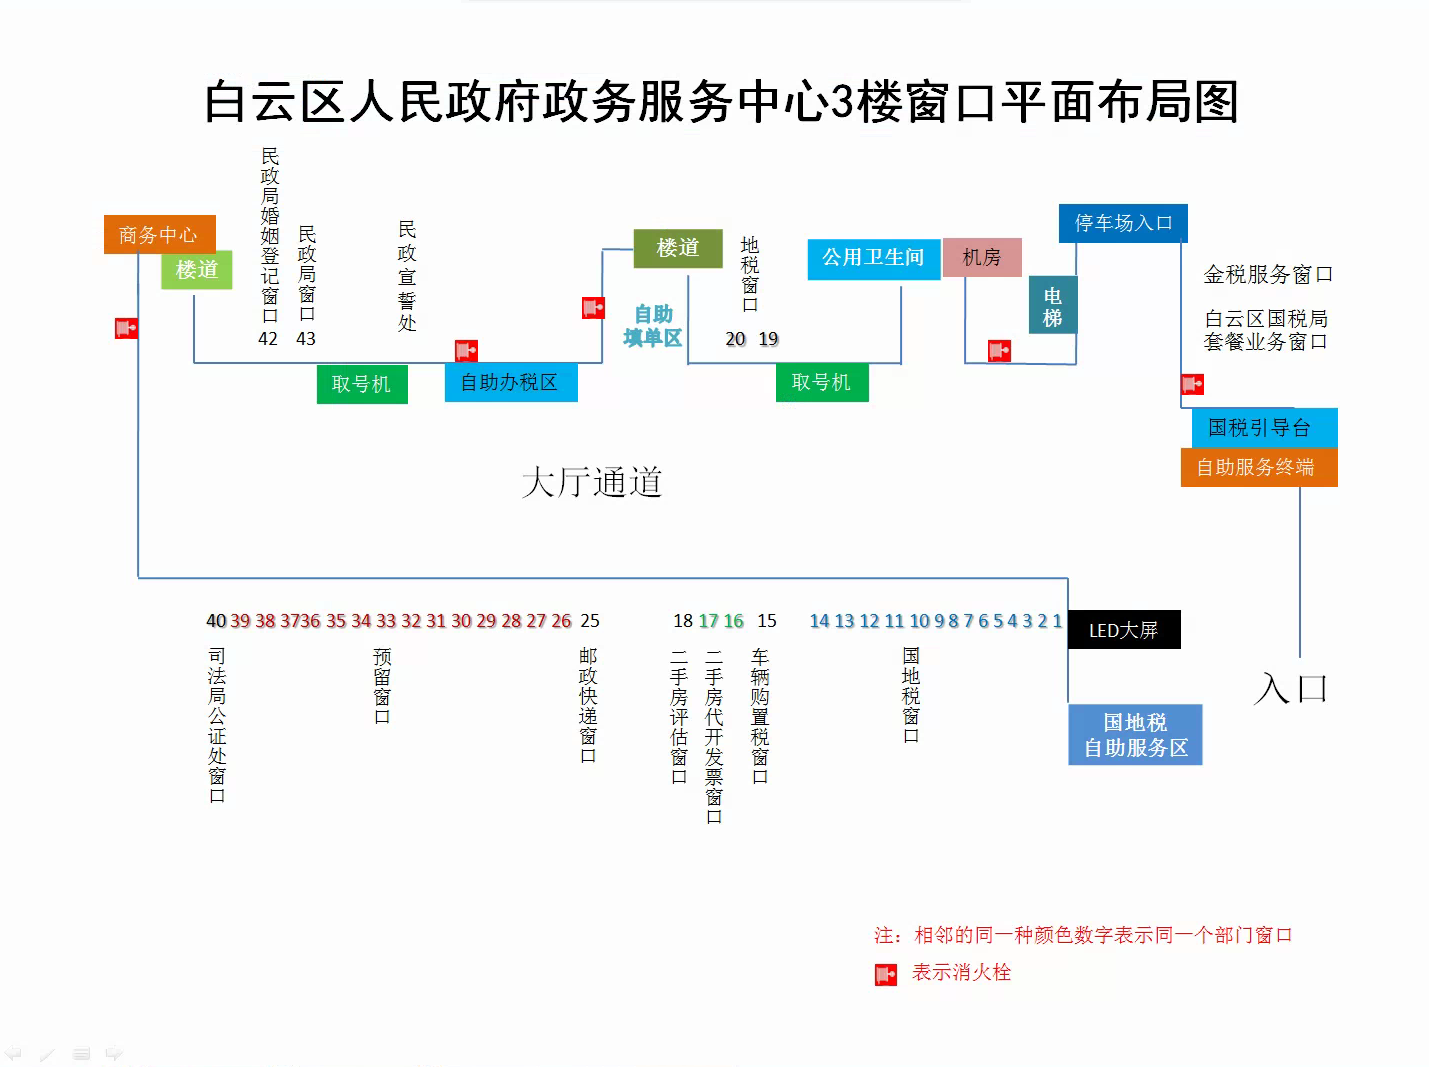 白云区人民政府政务服务中心3楼窗口平面布局图
商务中心
楼道
民政局婚姻登记窗口
42
民政局窗口
43
民政宣誓处
取号机
自助办税区
楼道
自助
填单区
地税窗口
20 19
取号机
公用卫生间
机房
电梯
停车场入口
金税服务窗口
白云区国税局
套餐业务窗口
国税引导台
自助服务终端
大厅通道
入口
40 39 38 37 36 35 34 33 32 31 30 29 28 27 26 25 18 17 16 15 14 13 12 11 10 9 8 7 6 5 4 3 2 1
LED大屏
司法局公证处窗口
预留窗口
邮政快递窗口
二手房评估窗口
二手房代开发票窗口
车辆购置税窗口
国地税窗口
国地税
自助服务区
注：相邻的同一种颜色数字表示同一个部门窗口
表示消火栓